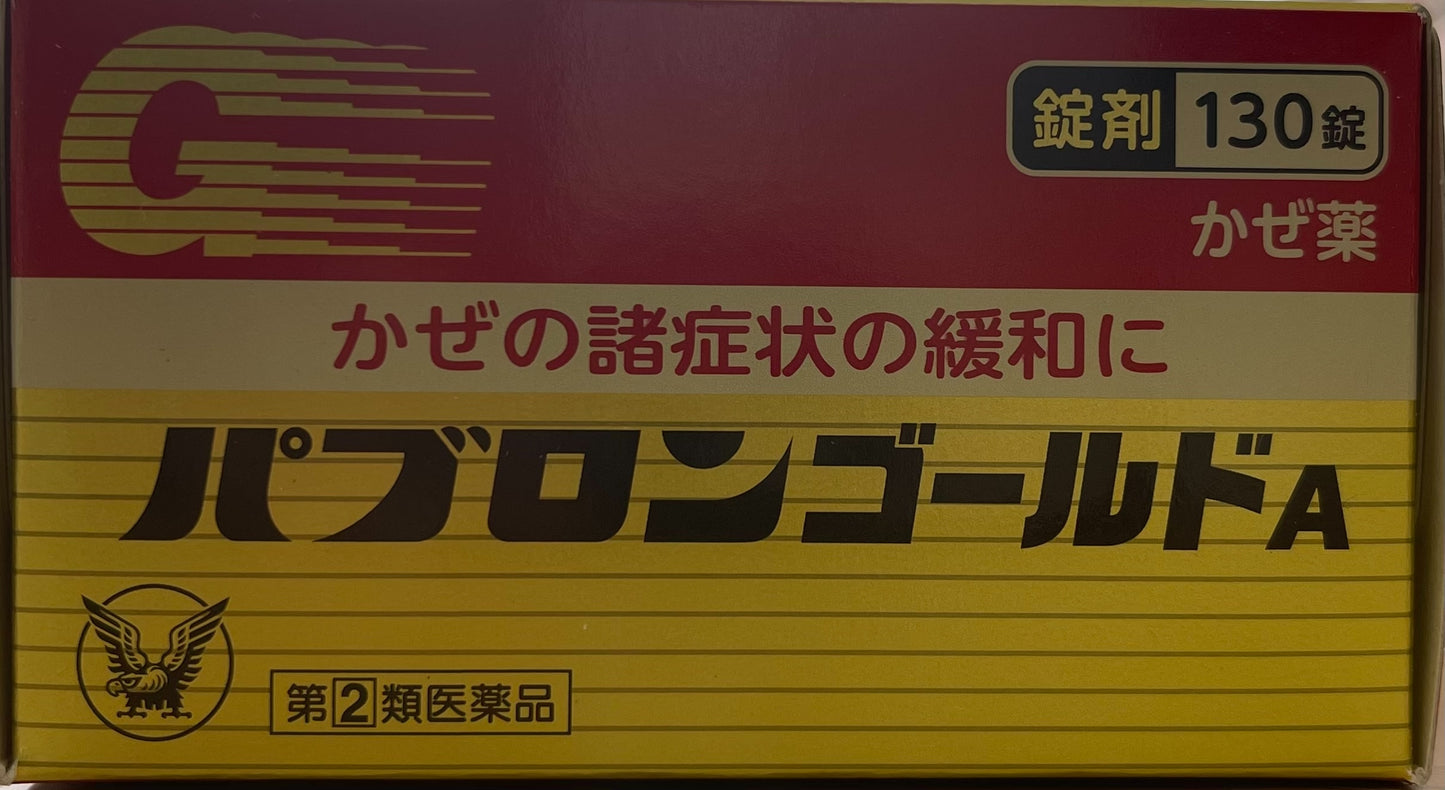 G
錠剤 130錠
かぜ薬
かぜの諸症状の緩和に
パブロンゴールドA
第2類医薬品